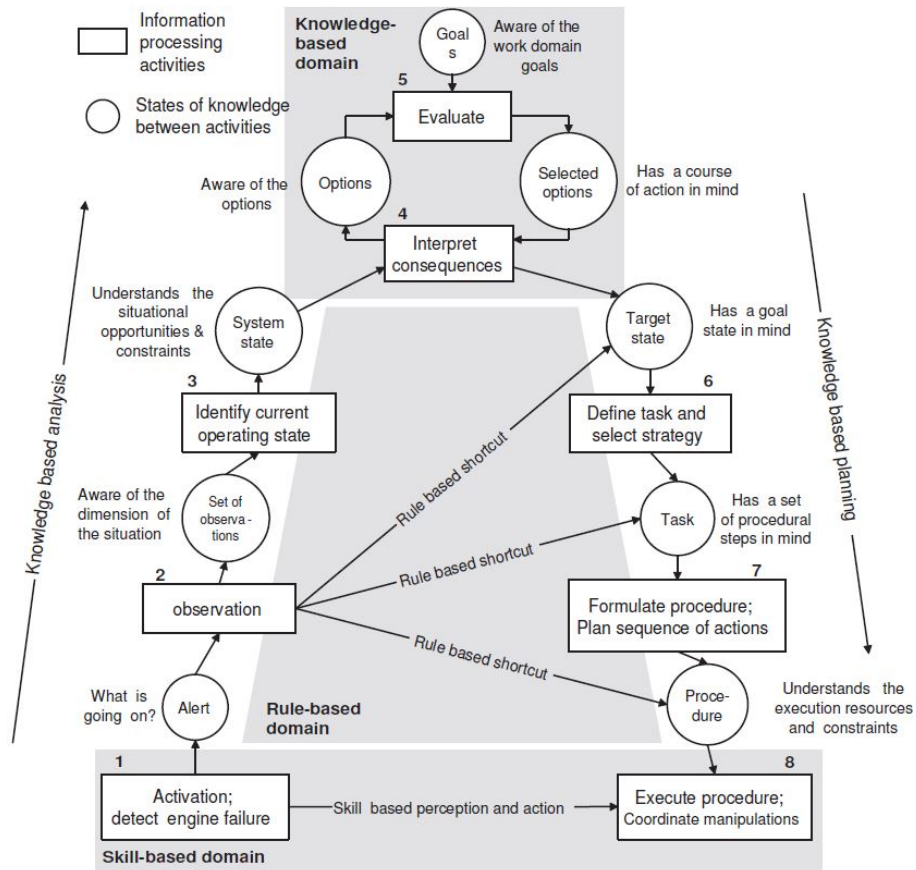 Information
processing
activities
States of knowledge
between activities
Knowledge-
based
domain
Goal
s
Aware of the
work domain
goals
5
Evaluate
Aware of the
options
Options
Selected
options
Has a course
of action in mind
4
Interpret
consequences
Understands the
situational
opportunities &
constraints
System
state
Target
state
Has a goal
state in mind
3
Identify current
operating state
6
Define task and
select strategy
Knowledge based analysis
Knowledge based planning
Rule based shortcut
Aware of the
dimension of
the situation
Set of
observa -
tions
Task
Has a set
of procedural
steps in mind
Rule based shortcut
2
observation
7
Formulate procedure;
Plan sequence of actions
Rule based shortcut
What is
going on?
Alert
Rule-based
domain
Proce-
dure
Understands the
execution resources
and constraints
1
Activation;
detect engine failure
Skill based perception and action
8
Execute procedure;
Coordinate manipulations
Skill-based domain